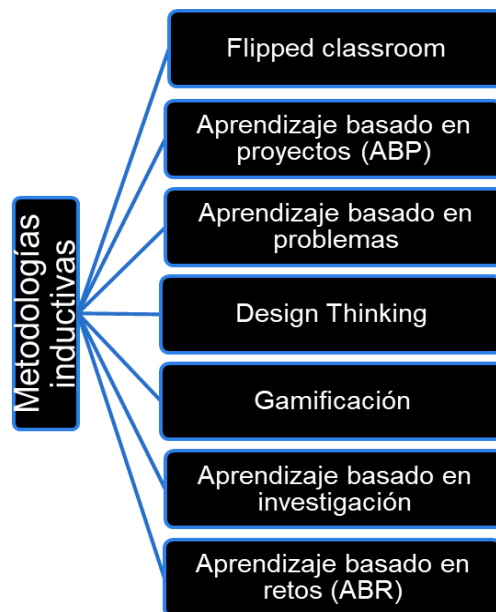 Metodologías
inductivas
Flipped classroom
Aprendizaje basado en
proyectos (ABP)
Aprendizaje basado en
problemas
Design Thinking
Gamificación
Aprendizaje basado en
investigación
Aprendizaje basado en
retos (ABR)